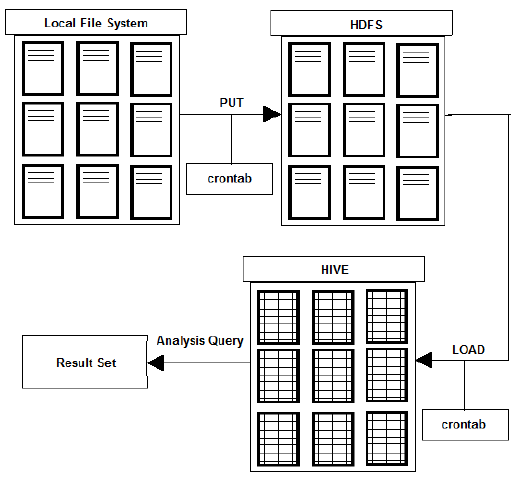 Local File System
HDFS
PUT
crontab
HIVE
Analysis Query
LOAD
Result Set
crontab